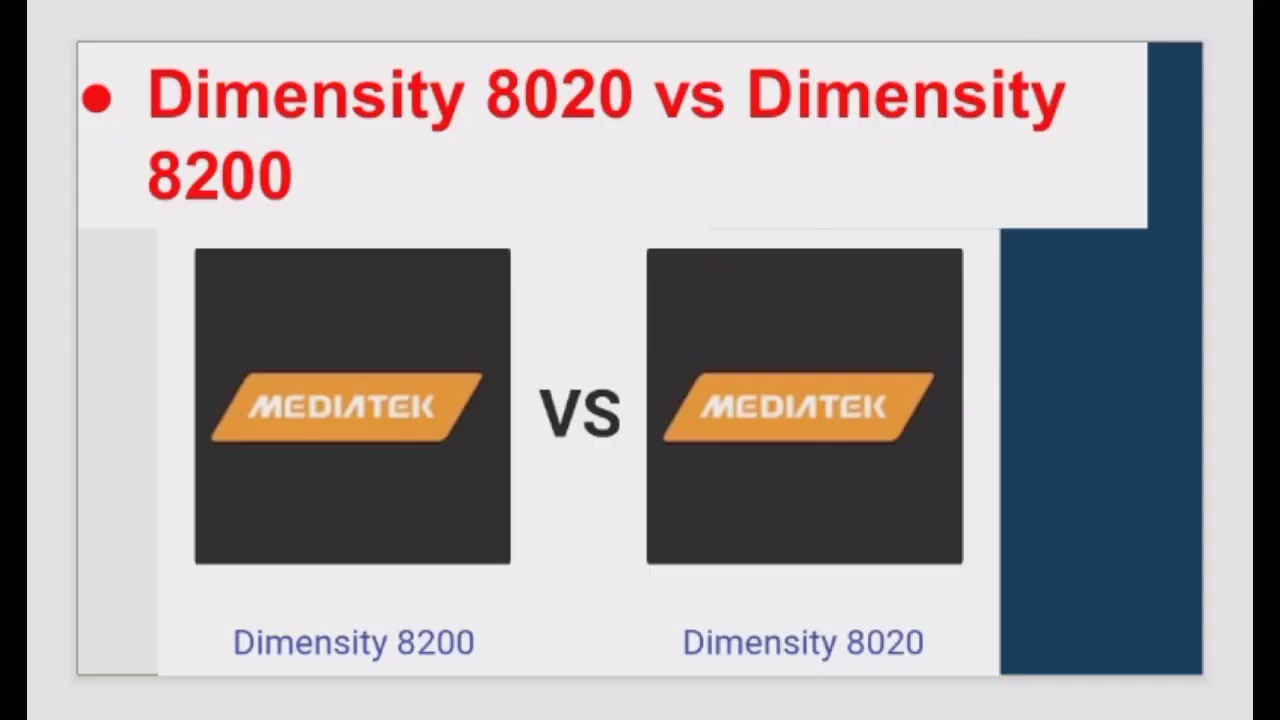 ● Dimensity 8020 vs Dimensity
8200
MEDIATEK
VS
MEDIATEK
Dimensity 8200
Dimensity 8020